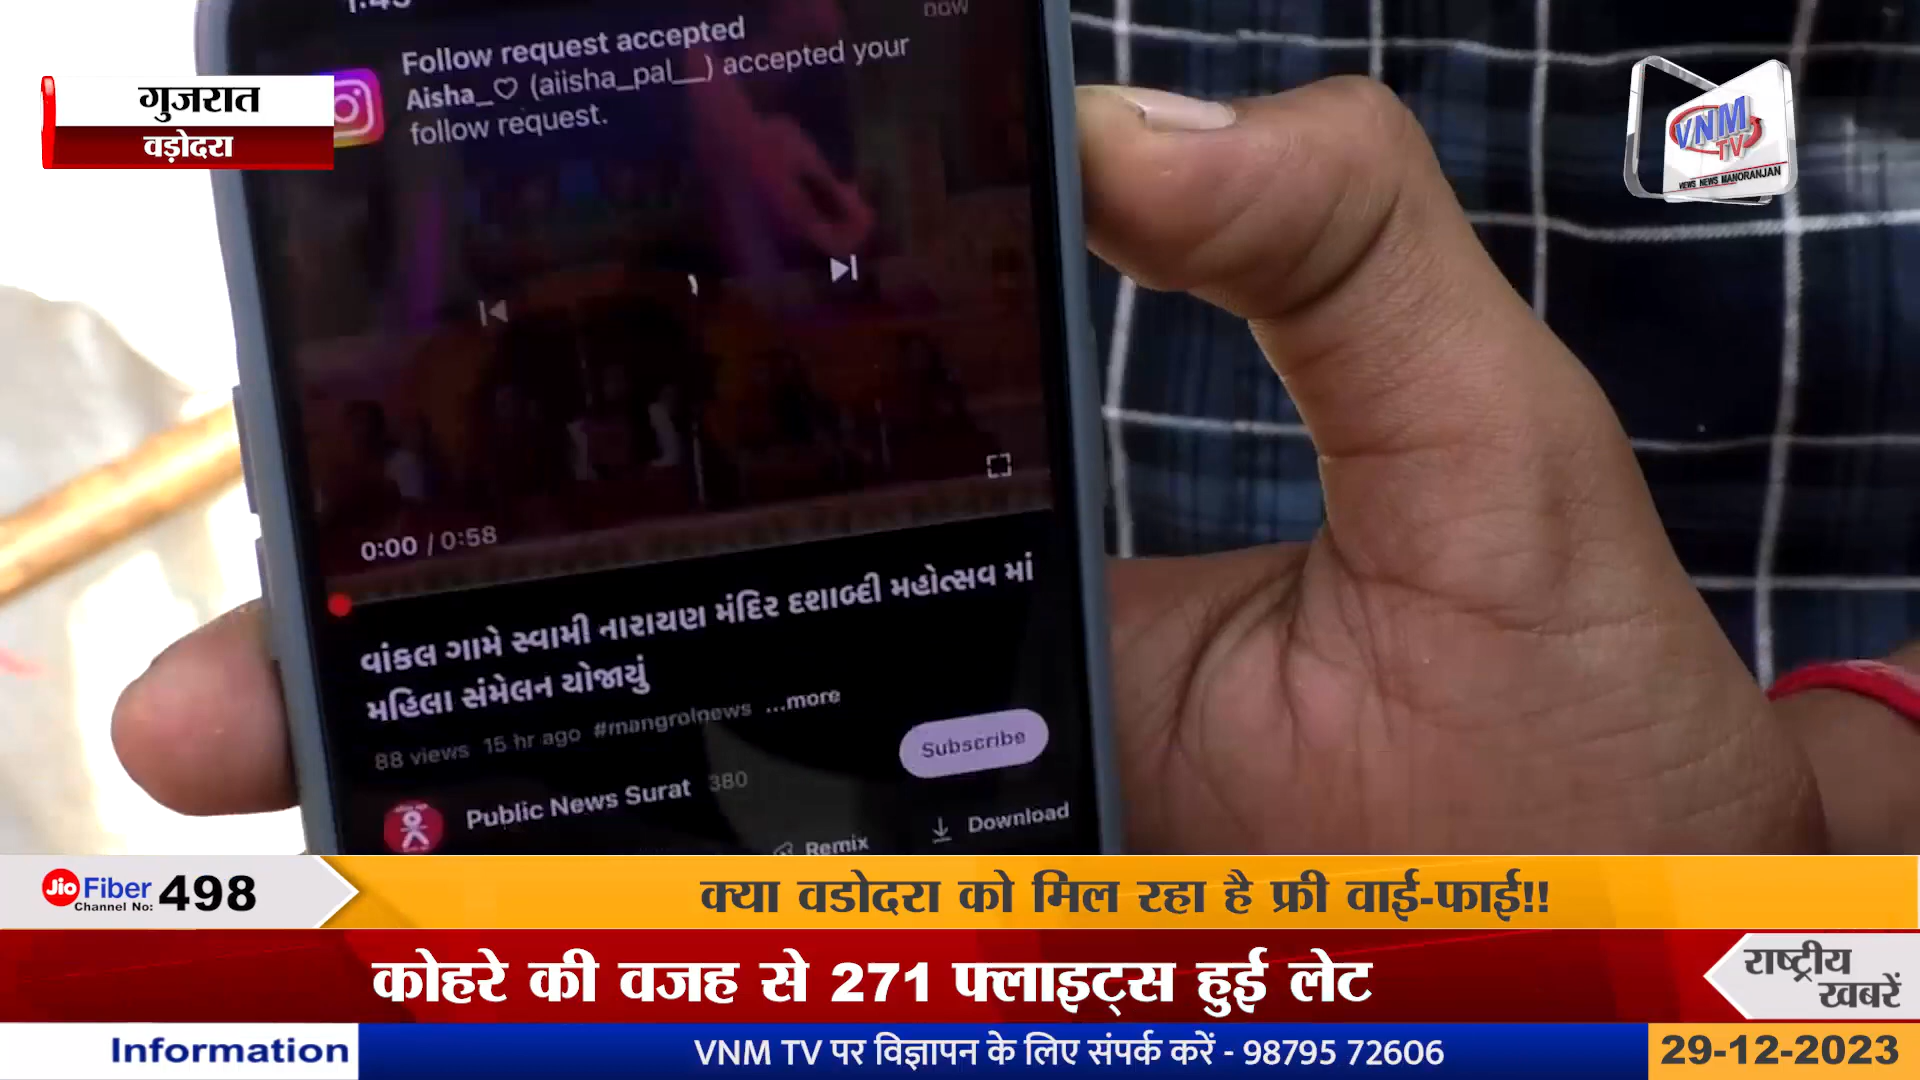 1:45
now
Follow request accepted
Aisha_♡ (aiisha_pal__) accepted your
follow request.
गुजरात
वड़ोदरा
VNM
TV
VIEWS NEWS MANORANJAN
0:00 / 0:58
વાંકલ ગામે સ્વામી નારાયણ મંદિર દશાબ્દી મહોત્સવ માં
મહિલા સંમેલન યોજાયું
88 views 15 hr ago #mangrolnews ...more
Subscribe
Public News Surat 380
Remix
Download
Jio Fiber 498
Channel No:
क्या वडोदरा को मिल रहा है फ्री वाई-फाई!!
कोहरे की वजह से 271 फ्लाइट्स हुई लेट
राष्ट्रीय
खबरें
Information
VNM TV पर विज्ञापन के लिए संपर्क करें - 98795 72606
29-12-2023